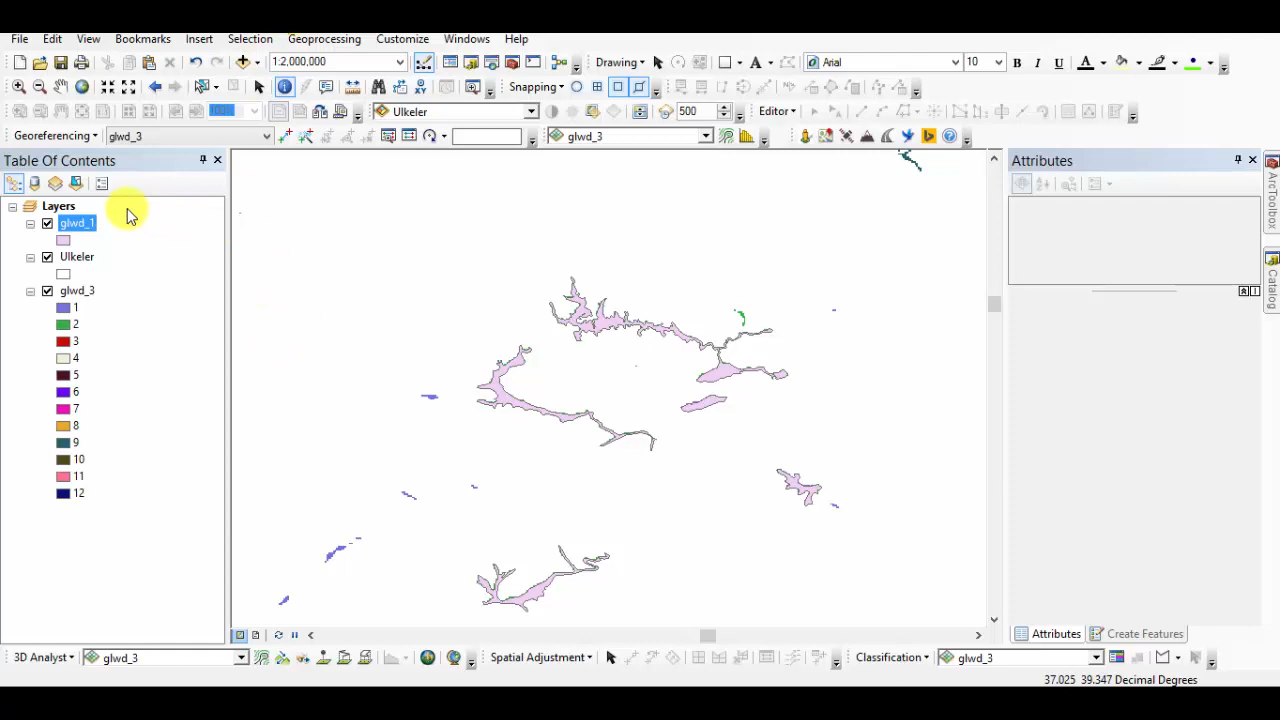 File Edit View Bookmarks Insert Selection Geoprocessing Customize Windows Help
1:2,000,000 Drawing Arial 10 B I U A
Snapping
Ulkeler 500 Editor
Georeferencing glwd_3 glwd_3
Table Of Contents
Attributes
Layers
glwd_1
Ulkeler
glwd_3
1
2
3
4
5
6
7
8
9
10
11
12
ArcToolbox
Catalog
Attributes Create Features
3D Analyst glwd_3 Spatial Adjustment Classification glwd_3
37.025 39.347 Decimal Degrees